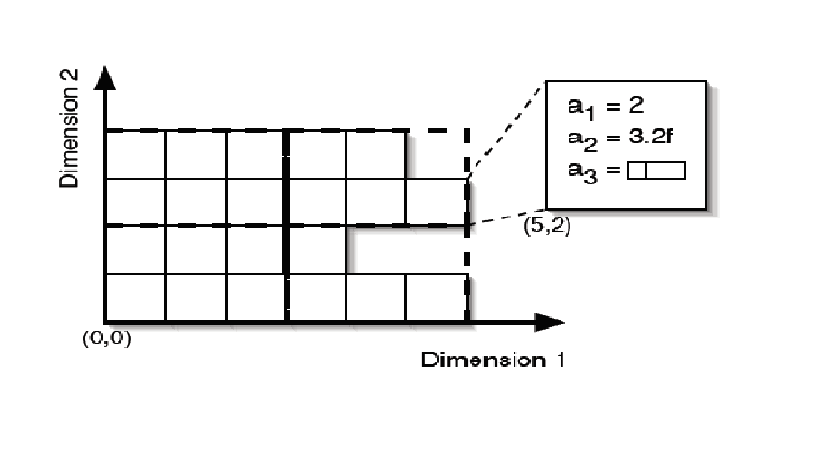 Dimension 2
a1 = 2
a2 = 3.2f
a3 =
(5,2)
(0,0)
Dimension 1